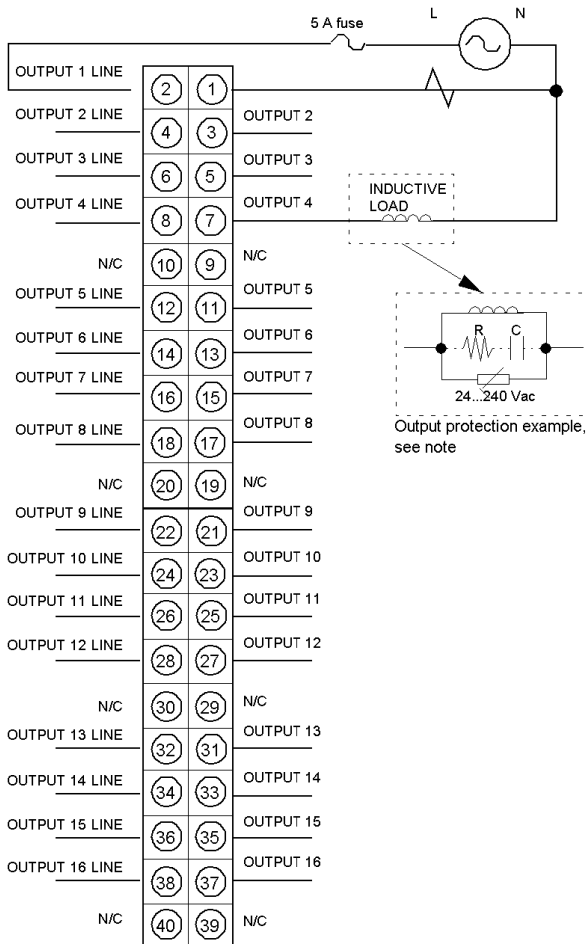 5 A fuse L N
OUTPUT 1 LINE 2 1
OUTPUT 2 LINE 4 3 OUTPUT 2
OUTPUT 3 LINE 6 5 OUTPUT 3
OUTPUT 4 LINE 8 7 OUTPUT 4
INDUCTIVE
LOAD
N/C 10 9 N/C
OUTPUT 5 LINE 12 11 OUTPUT 5
OUTPUT 6 LINE 14 13 OUTPUT 6
OUTPUT 7 LINE 16 15 OUTPUT 7
OUTPUT 8 LINE 18 17 OUTPUT 8
R C
24...240 Vac
Output protection example,
see note
N/C 20 19 N/C
OUTPUT 9 LINE 22 21 OUTPUT 9
OUTPUT 10 LINE 24 23 OUTPUT 10
OUTPUT 11 LINE 26 25 OUTPUT 11
OUTPUT 12 LINE 28 27 OUTPUT 12
N/C 30 29 N/C
OUTPUT 13 LINE 32 31 OUTPUT 13
OUTPUT 14 LINE 34 33 OUTPUT 14
OUTPUT 15 LINE 36 35 OUTPUT 15
OUTPUT 16 LINE 38 37 OUTPUT 16
N/C 40 39 N/C